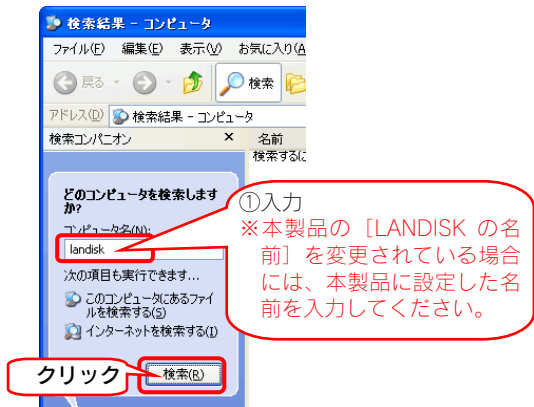 検索結果 - コンピュータ
ファイル(F) 編集(E) 表示(V) お気に入り(A
戻る 検索
アドレス(D) 検索結果 - コンピュータ
検索コンパニオン × 名前
検索する
どのコンピュータを検索します
か?
コンピュータ名(N):
landisk
次の項目も実行できます...
このコンピュータにあるファイ
ルを検索する(S)
インターネットを検索する(I)
検索(R)
①入力
※本製品の［LANDISK の名
前］を変更されている場合
には、本製品に設定した名
前を入力してください。
クリック